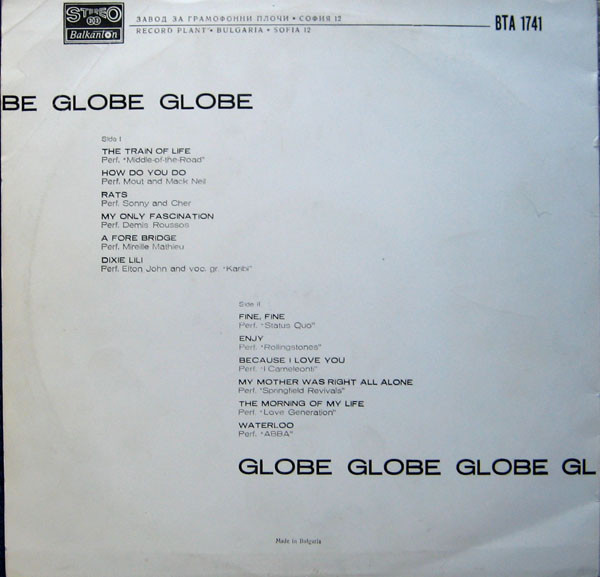 STEREO
Balkanton
ЗАВОД ЗА ГРАМОФОННИ ПЛОЧИ • СОФИЯ 12
RECORD PLANT • BULGARIA • SOFIA 12
BTA 1741
BE GLOBE GLOBE
Side I
THE TRAIN OF LIFE
Perf. "Middle-of-the-Road"
HOW DO YOU DO
Perf. Mout and Mack Neil
RATS
Perf. Sonny and Cher
MY ONLY FASCINATION
Perf. Demis Roussos
A FORE BRIDGE
Perf. Mireille Mathieu
DIXIE LILI
Perf. Elton John and voc. gr. "Karibi"
Side II
FINE, FINE
Perf. "Status Quo"
ENJY
Perf. "Rollingstones"
BECAUSE I LOVE YOU
Perf. "I Cameleonti"
MY MOTHER WAS RIGHT ALL ALONE
Perf. "Springfield Revivals"
THE MORNING OF MY LIFE
Perf. "Love Generation"
WATERLOO
Perf. "ABBA"
GLOBE GLOBE GLOBE GL
Made in Bulgaria